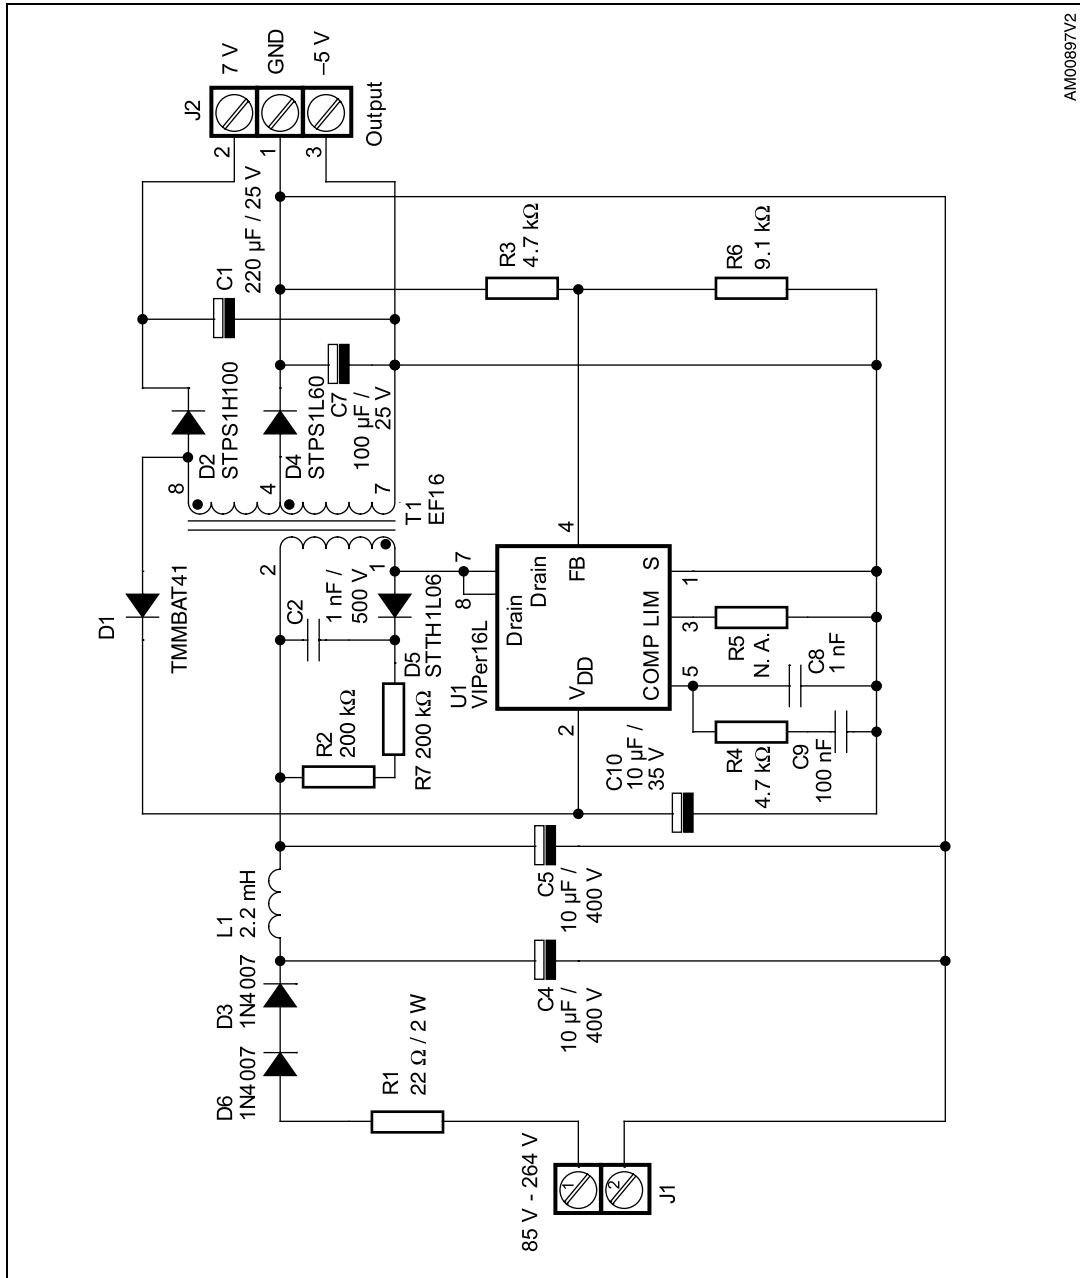 AM00897V2
7 V
GND
–5 V
J2
Output
2
1
3
220 µF / 25 V
C1
R3
4.7 kΩ
R6
9.1 kΩ
D2
STPS1H100
D4
STPS1L60
C7
100 µF /
25 V
8
4
7
T1
EF16
D1
TMMBAT41
2
1
C2
1 nF /
500 V
D5
STTH1L06
R2
200 kΩ
R7 200 kΩ
U1
VIPer16L
7
8
Drain
Drain
FB
4
VDD
2
COMP LIM S
5
3
1
R5
N. A.
C8
1 nF
R4
4.7 kΩ
C9
100 nF
C10
10 µF /
35 V
L1
2.2 mH
C5
10 µF /
400 V
C4
10 µF /
400 V
D3
1N4007
D6
1N4007
R1
22 Ω / 2 W
85 V - 264 V
1
2
J1